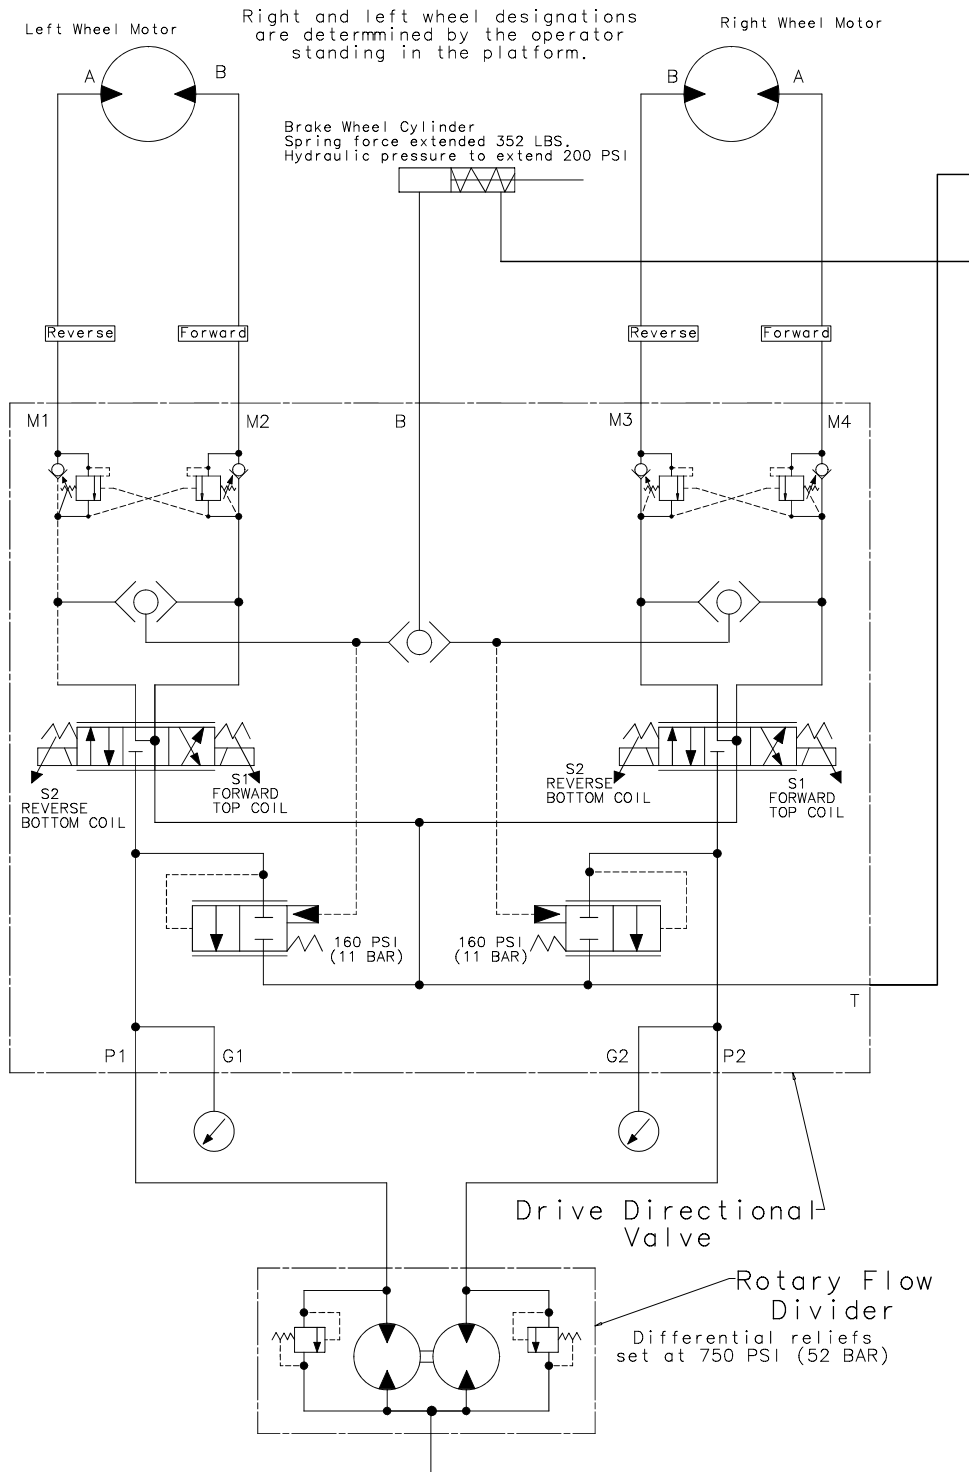 Right and left wheel designations
are determined by the operator
standing in the platform.
Left Wheel Motor
Right Wheel Motor
A
B
B
A
Brake Wheel Cylinder
Spring force extended 352 LBS.
Hydraulic pressure to extend 200 PSI
Reverse
Forward
Reverse
Forward
M1
M2
B
M3
M4
S2
REVERSE
BOTTOM COIL
S1
FORWARD
TOP COIL
S2
REVERSE
BOTTOM COIL
S1
FORWARD
TOP COIL
160 PSI
(11 BAR)
160 PSI
(11 BAR)
T
P1
G1
G2
P2
Drive Directional
Valve
Rotary Flow
Divider
Differential reliefs
set at 750 PSI (52 BAR)